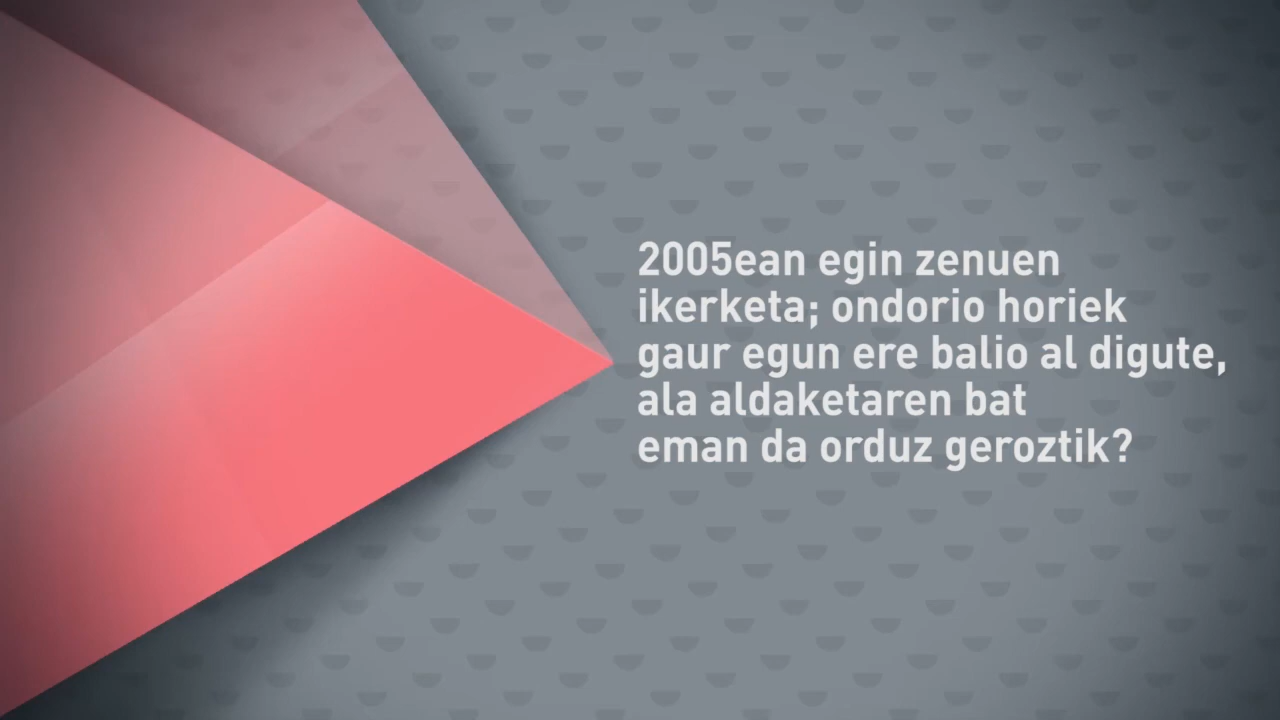 2005ean egin zenuen
ikerketa; ondorio horiek
gaur egun ere balio al digute,
ala aldaketaren bat
eman da orduz geroztik?